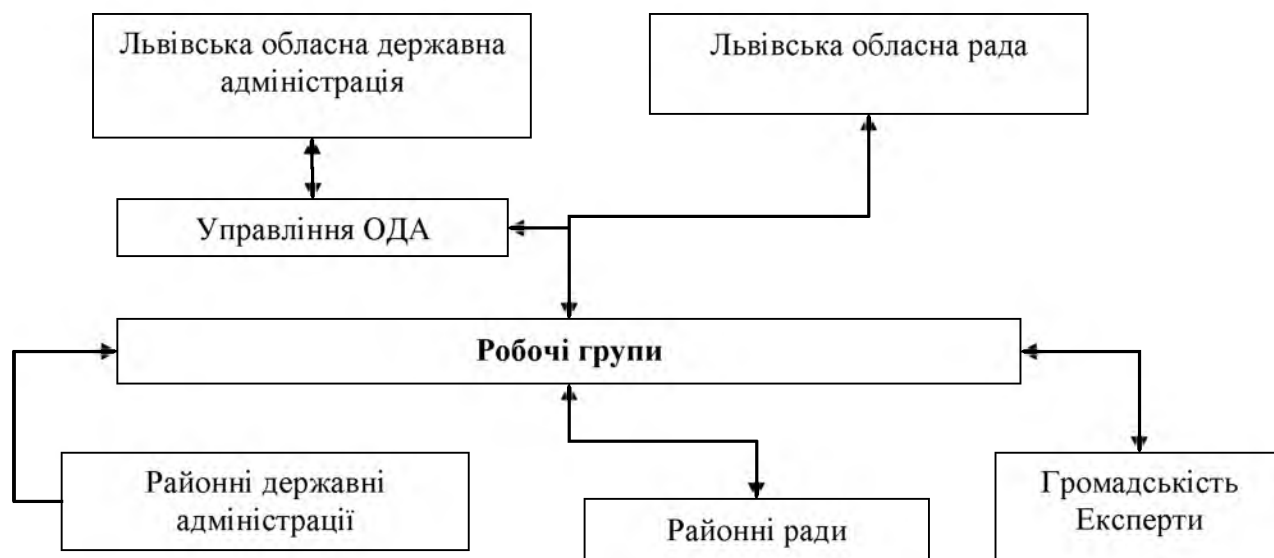 Львівська обласна державна
адміністрація
Львівська обласна рада
Управління ОДА
Робочі групи
Районні державні
адміністрації
Районні ради
Громадськість
Експерти